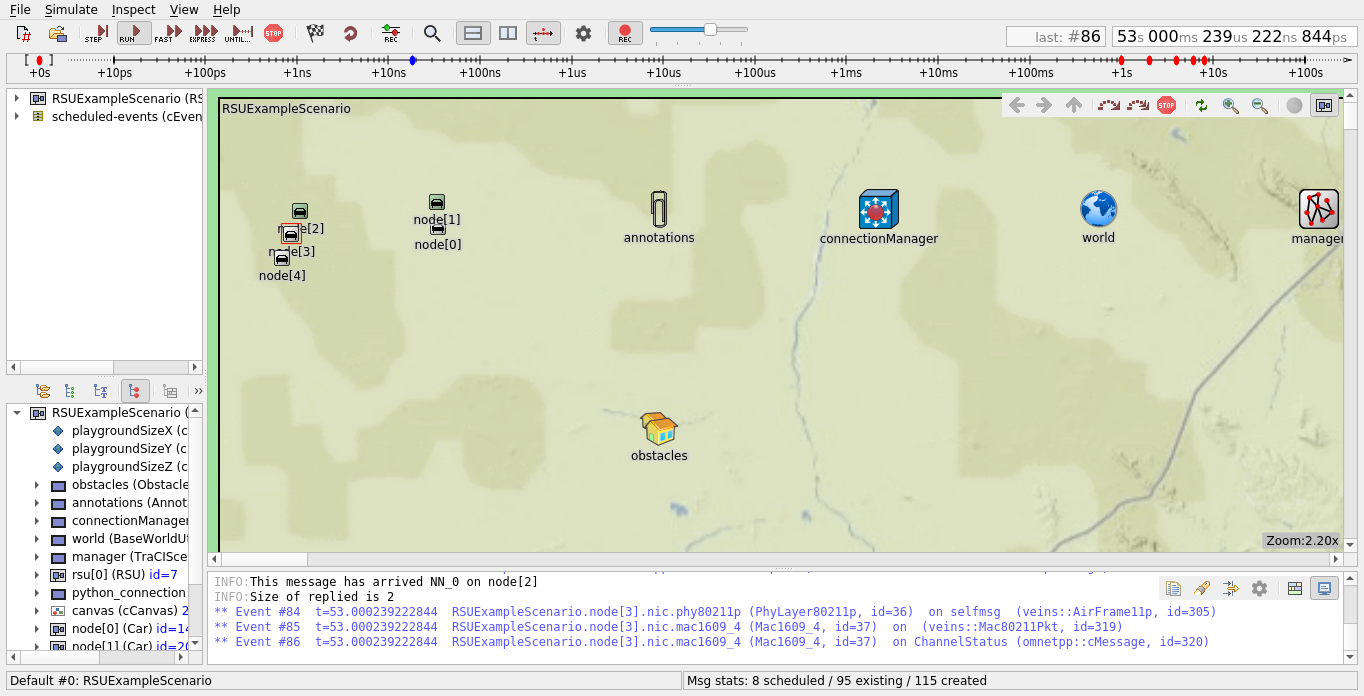 File Simulate Inspect View Help
STEP RUN FAST EXPRESS UNTIL... STOP REC REC
last: #86 53s 000ms 239us 222ns 844ps
+0s +10ps +100ps +1ns +10ns +100ns +1us +10us +100us +1ms +10ms +100ms +1s +10s +100s
RSUExampleScenario (RS
scheduled-events (cEven
RSUExampleScenario
STOP
node[1]
node[2]
node[0]
node[3]
node[4]
annotations
connectionManager
world
manager
obstacles
Zoom:2.20x
RSUExampleScenario (
playgroundSizeX (c
playgroundSizeY (c
playgroundSizeZ (c
obstacles (Obstacle
annotations (Annot
connectionManager
world (BaseWorldUt
manager (TraCISce
rsu[0] (RSU) id=7
python_connection
canvas (cCanvas) 2
node[0] (Car) id=14
node[1] (Car) id=20
INFO:This message has arrived NN_0 on node[2]
INFO:Size of replied is 2
** Event #84 t=53.000239222844 RSUExampleScenario.node[3].nic.phy80211p (PhyLayer80211p, id=36) on selfmsg (veins::AirFrame11p, id=305)
** Event #85 t=53.000239222844 RSUExampleScenario.node[3].nic.mac1609_4 (Mac1609_4, id=37) on (veins::Mac80211Pkt, id=319)
** Event #86 t=53.000239222844 RSUExampleScenario.node[3].nic.mac1609_4 (Mac1609_4, id=37) on ChannelStatus (omnetpp::cMessage, id=320)
Default #0: RSUExampleScenario
Msg stats: 8 scheduled / 95 existing / 115 created